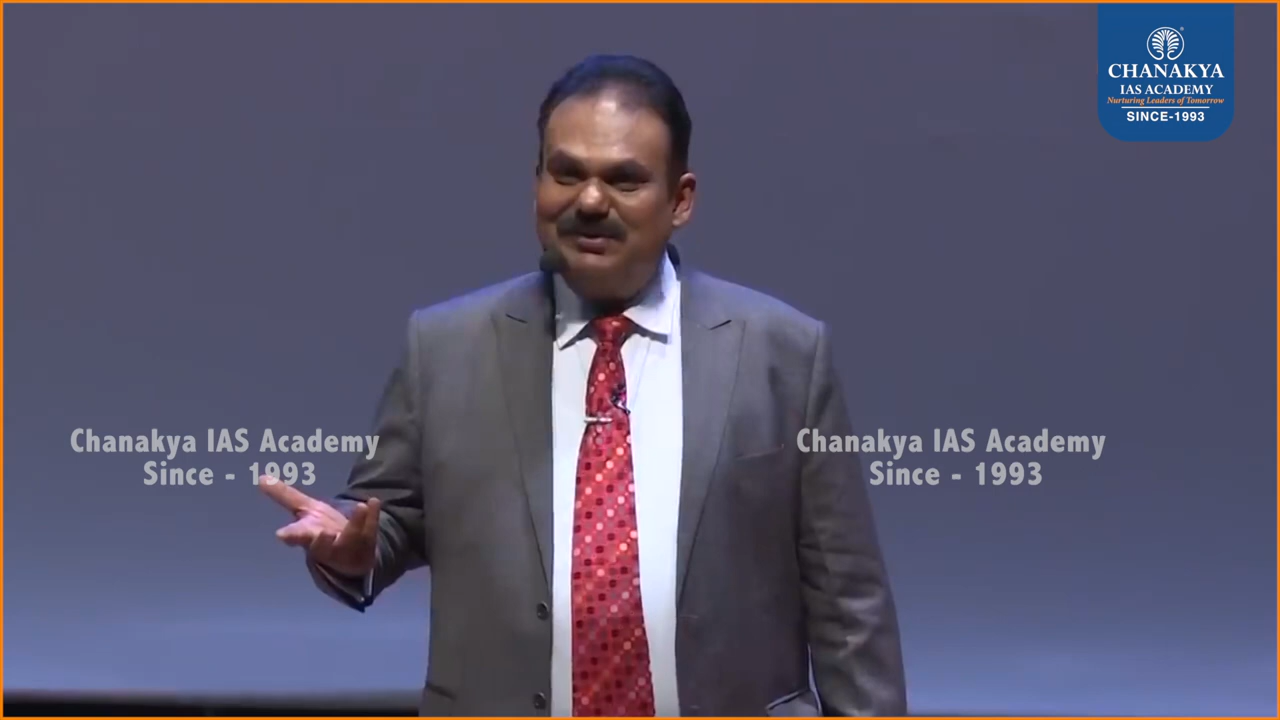 CHANAKYA
IAS ACADEMY
Nurturing Leaders of Tomorrow
SINCE-1993
Chanakya IAS Academy
Since - 1993
Chanakya IAS Academy
Since - 1993